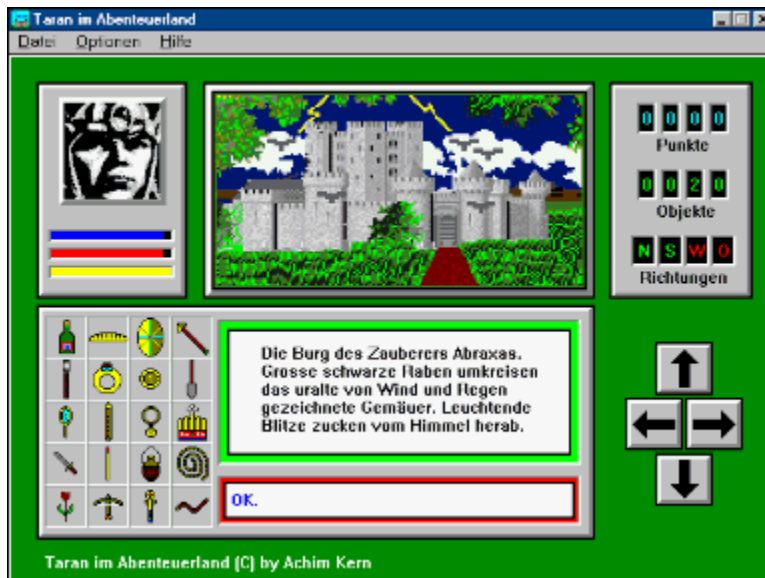 Taran im Abenteuerland
Datei Optionen Hilfe
0 0 0 0
Punkte
0 0 2 0
Objekte
N S W O
Richtungen
Die Burg des Zauberers Abraxas.
Grosse schwarze Raben umkreisen
das uralte von Wind und Regen
gezeichnete Gemäuer. Leuchtende
Blitze zucken vom Himmel herab.
OK.
Taran im Abenteuerland (C) by Achim Kern